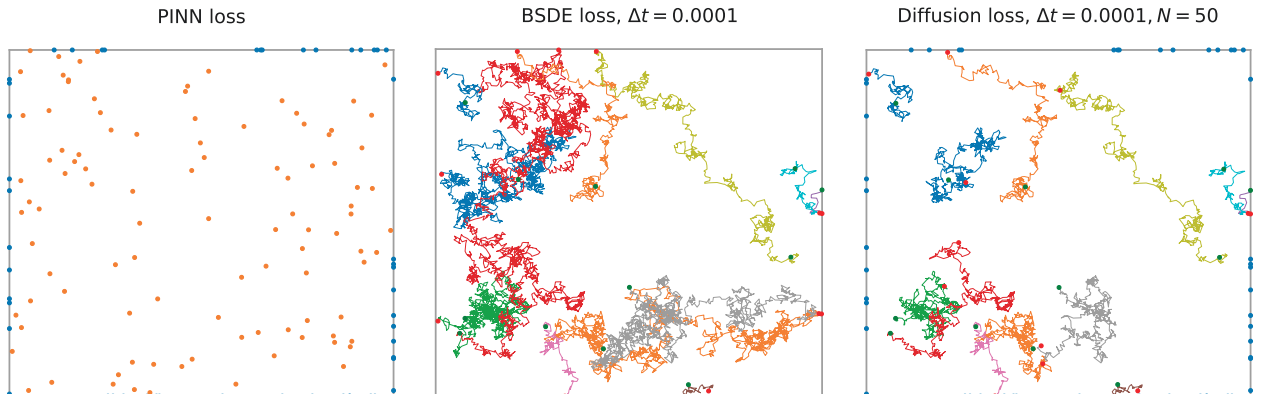 PINN loss
BSDE loss, Δt = 0.0001
Diffusion loss, Δt = 0.0001, N = 50